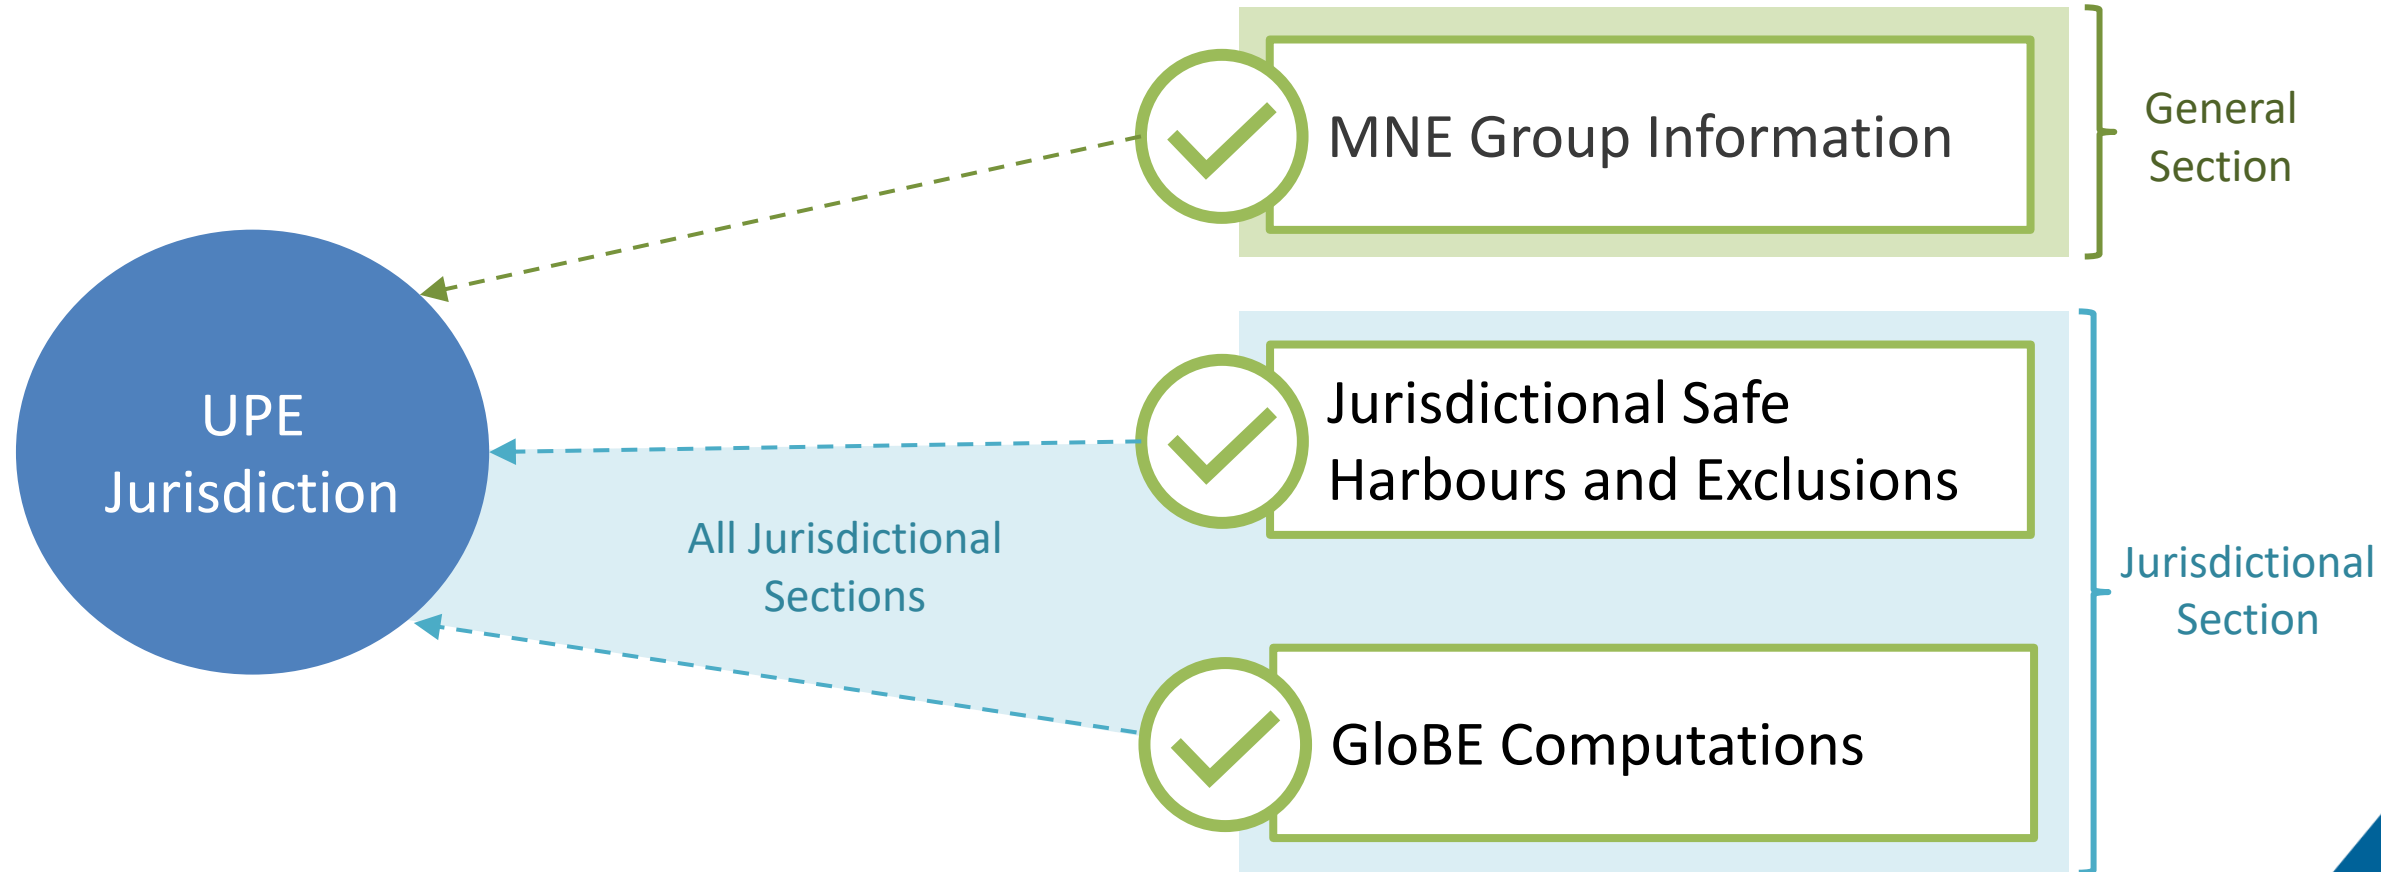 MNE Group Information
General
Section
UPE
Jurisdiction
Jurisdictional Safe
Harbours and Exclusions
All Jurisdictional
Sections
Jurisdictional
Section
GloBE Computations